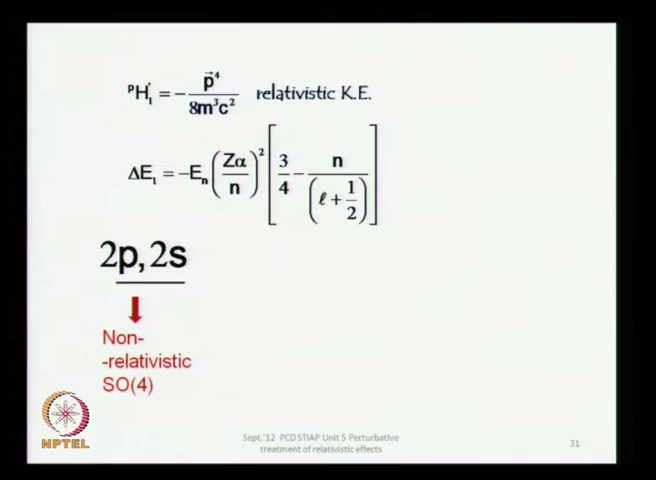 ᵖH₁' = − p⃗⁴ / 8m³c² relativistic K.E.
ΔE₁ = −Eₙ (Zα / n)² [ 3/4 − n / (ℓ + 1/2) ]
2p, 2s
Non-
-relativistic
SO(4)
NPTEL
Sept.'12 PCD STIAP Unit 5 Perturbative
treatment of relativistic effects
31